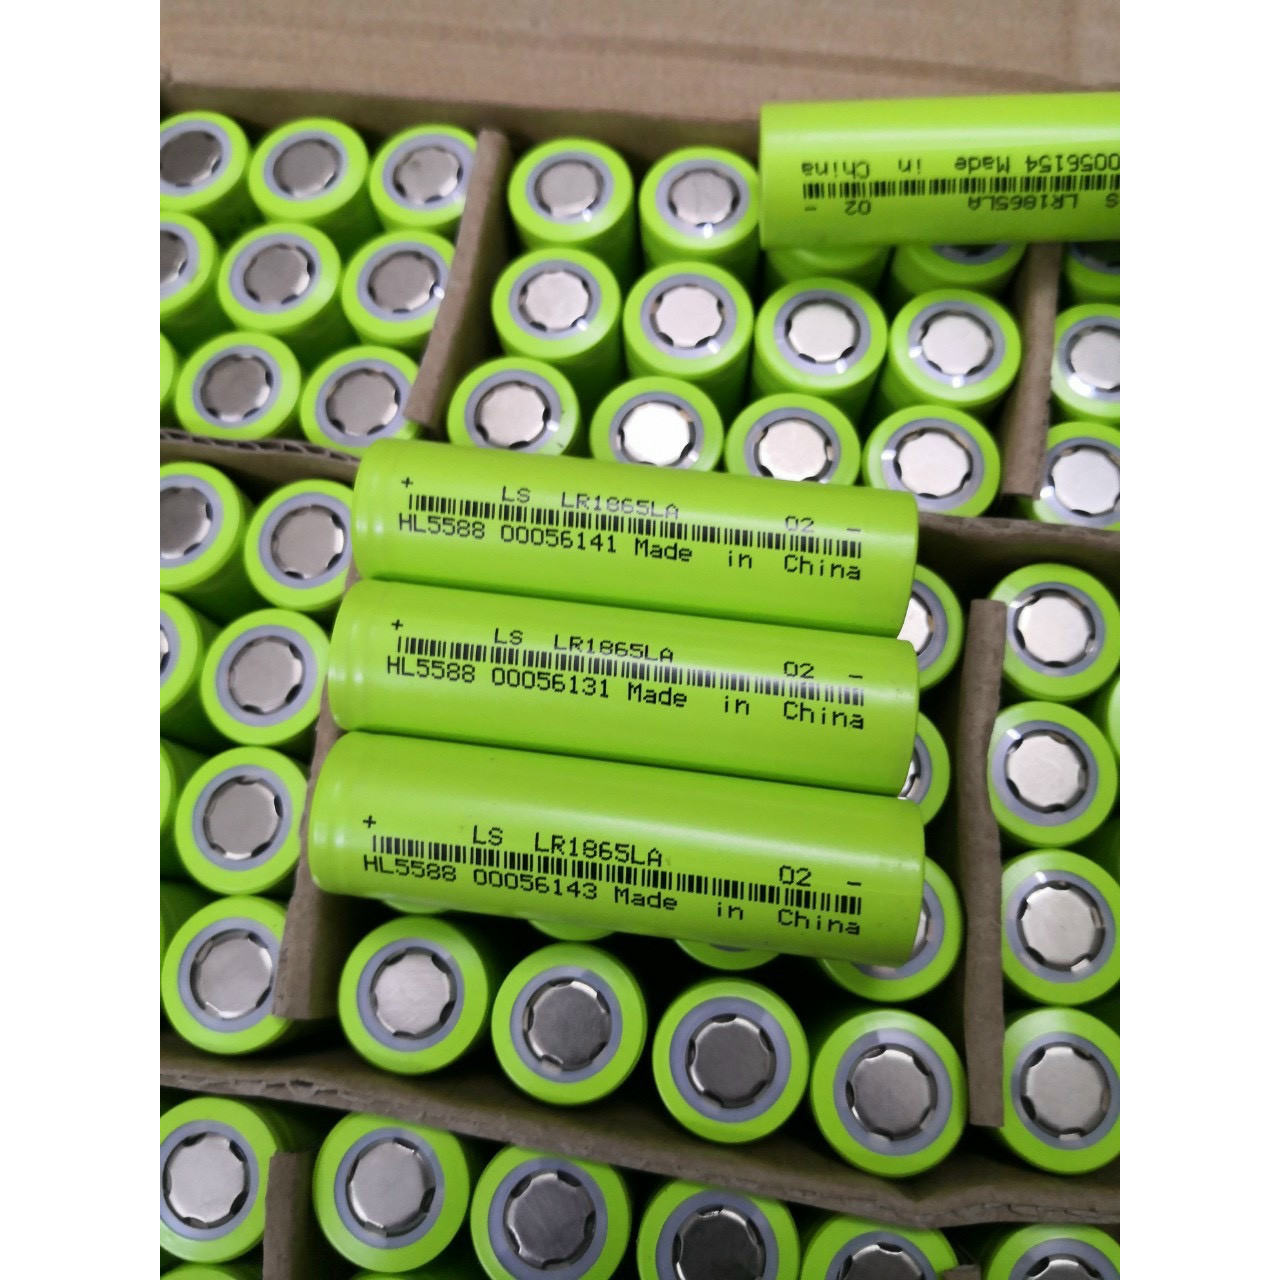 0056154 Made in China
S LR1865LA 02 -
+ LS LR1865LA 02 -
HL5588 00056141 Made in China
+ LS LR1865LA 02 -
HL5588 00056131 Made in China
+ LS LR1865LA 02 -
HL5588 00056143 Made in China